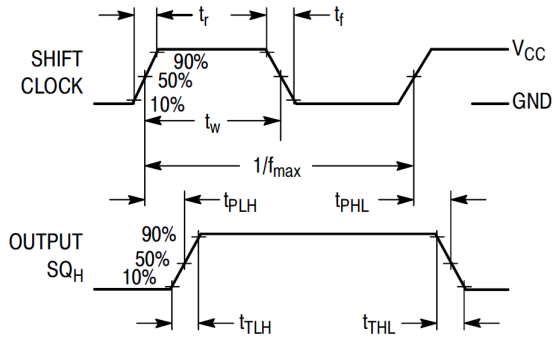 tr tf
SHIFT
CLOCK
90%
50%
10%
VCC
GND
tw
1/fmax
tPLH tPHL
OUTPUT
SQH
90%
50%
10%
tTLH tTHL